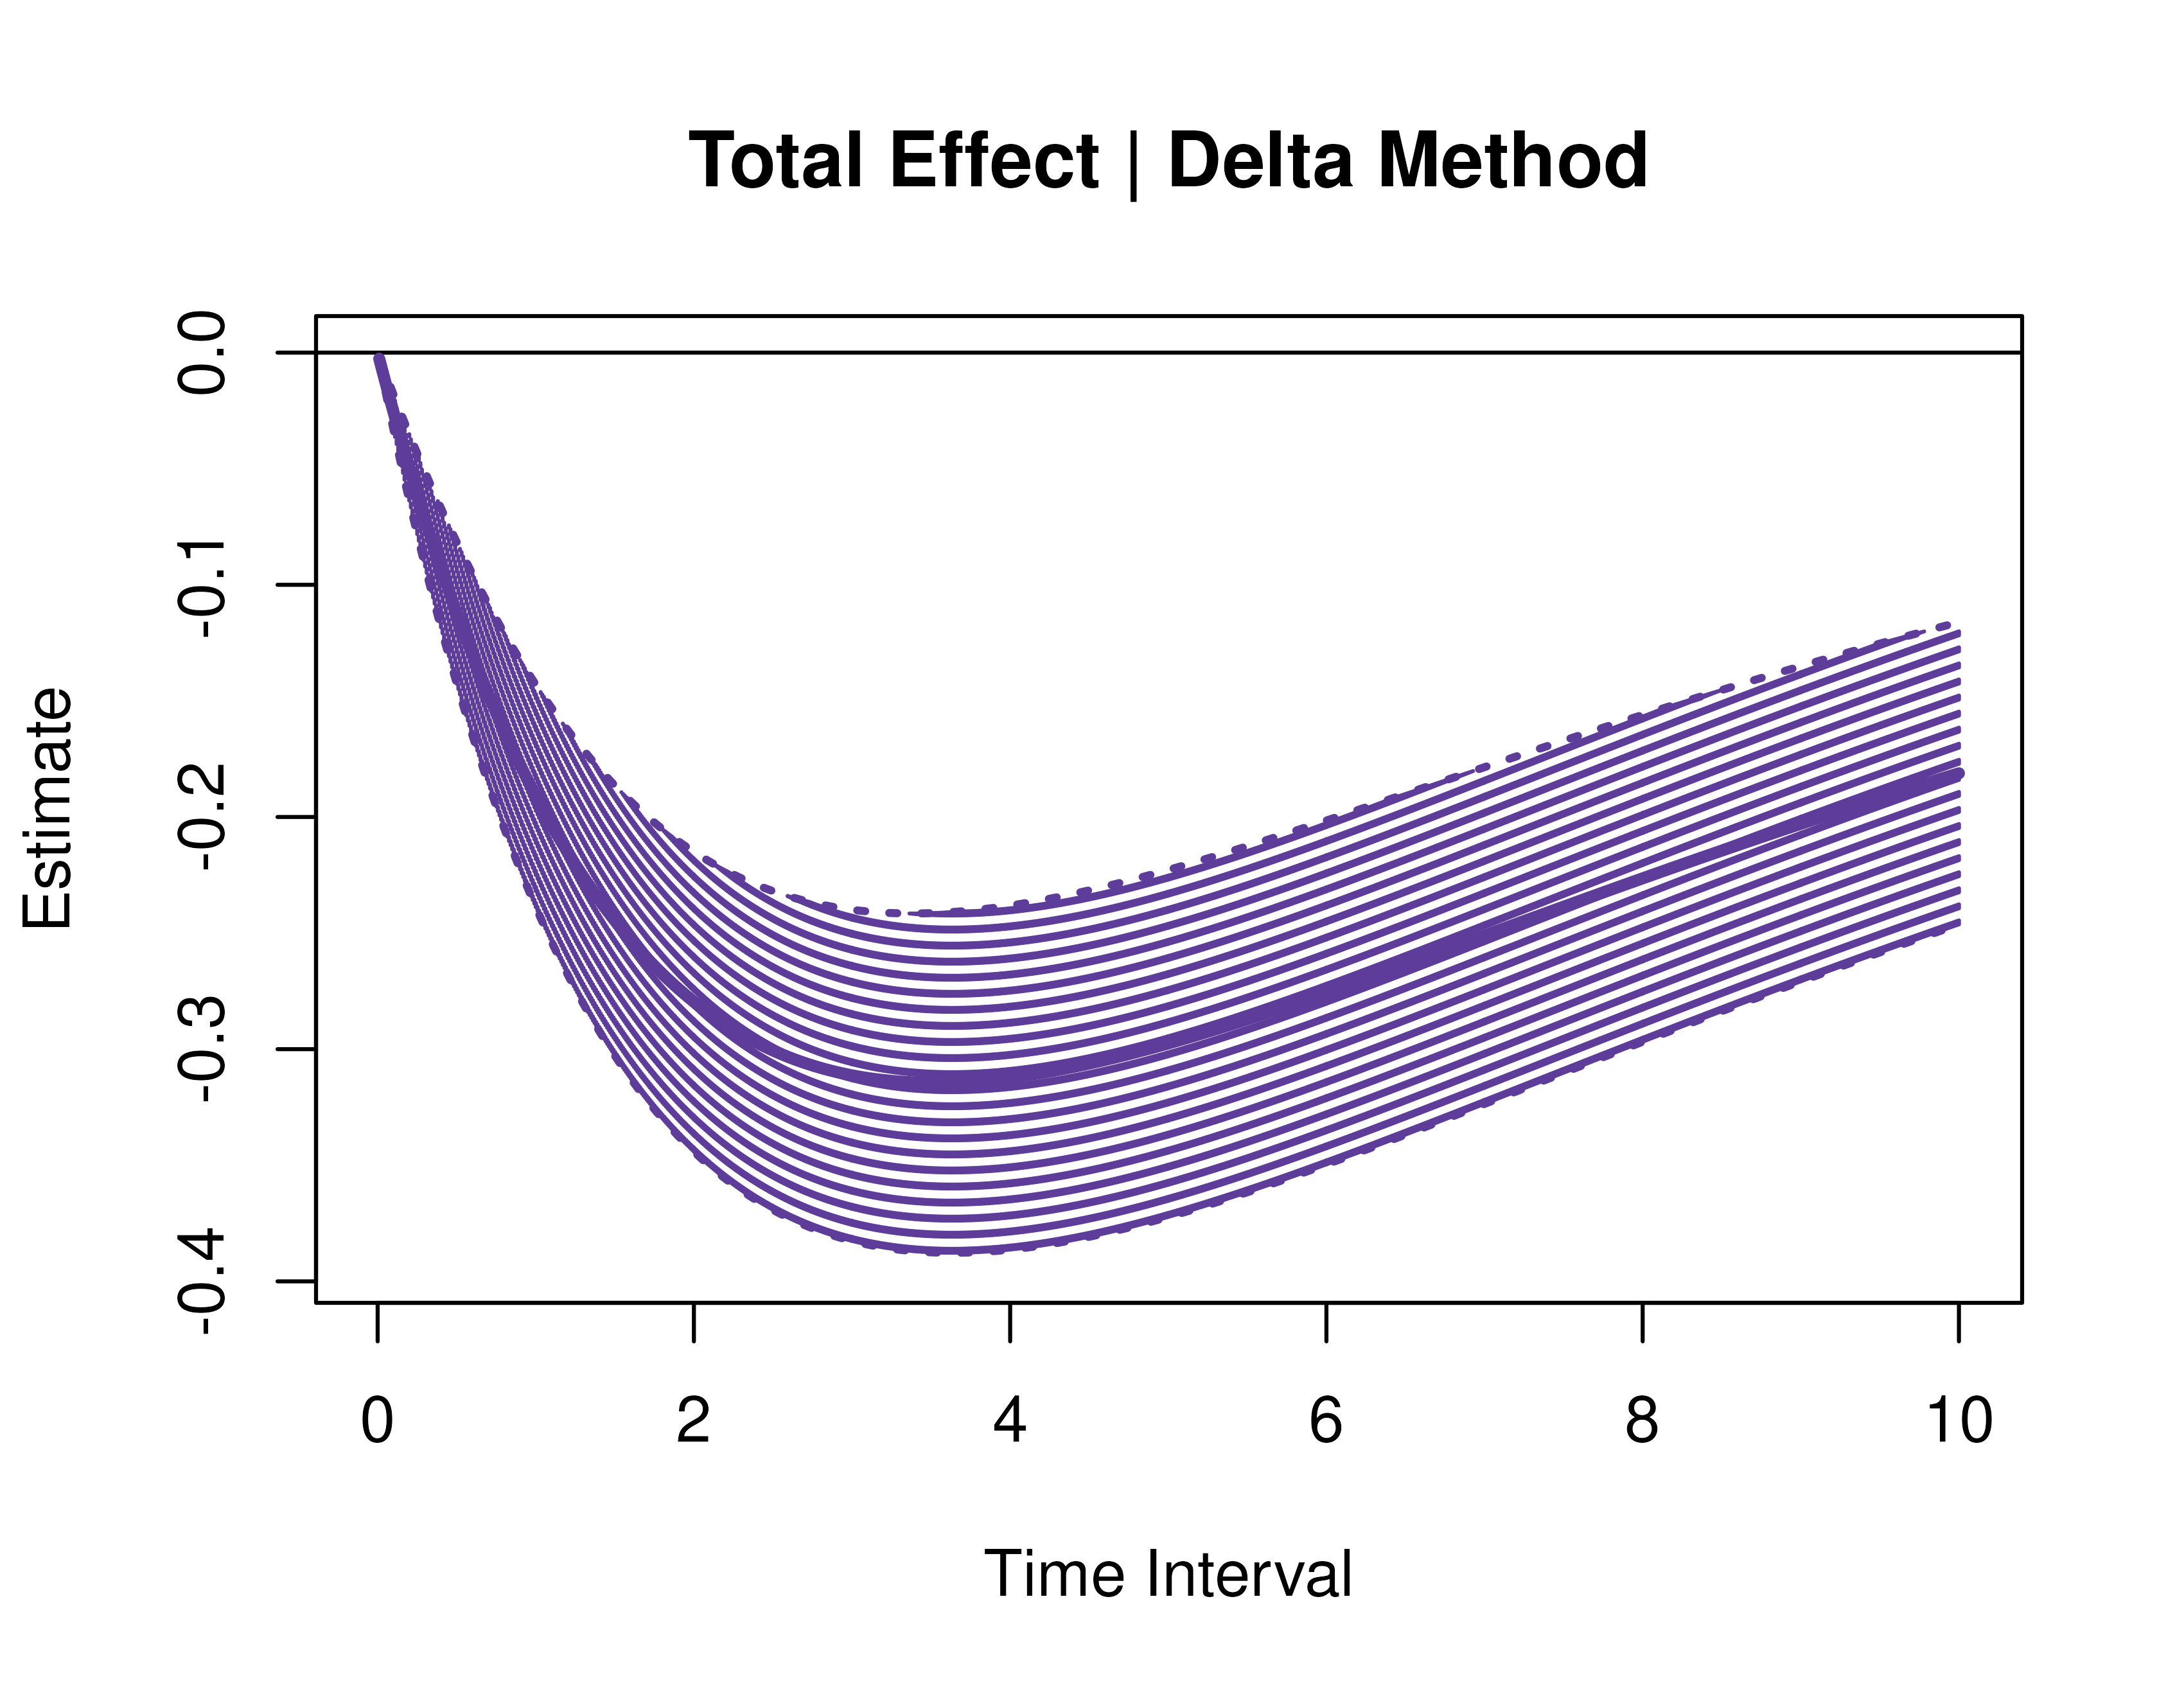 Total Effect | Delta Method
Estimate
0.0
-0.1
-0.2
-0.3
-0.4
0 2 4 6 8 10
Time Interval